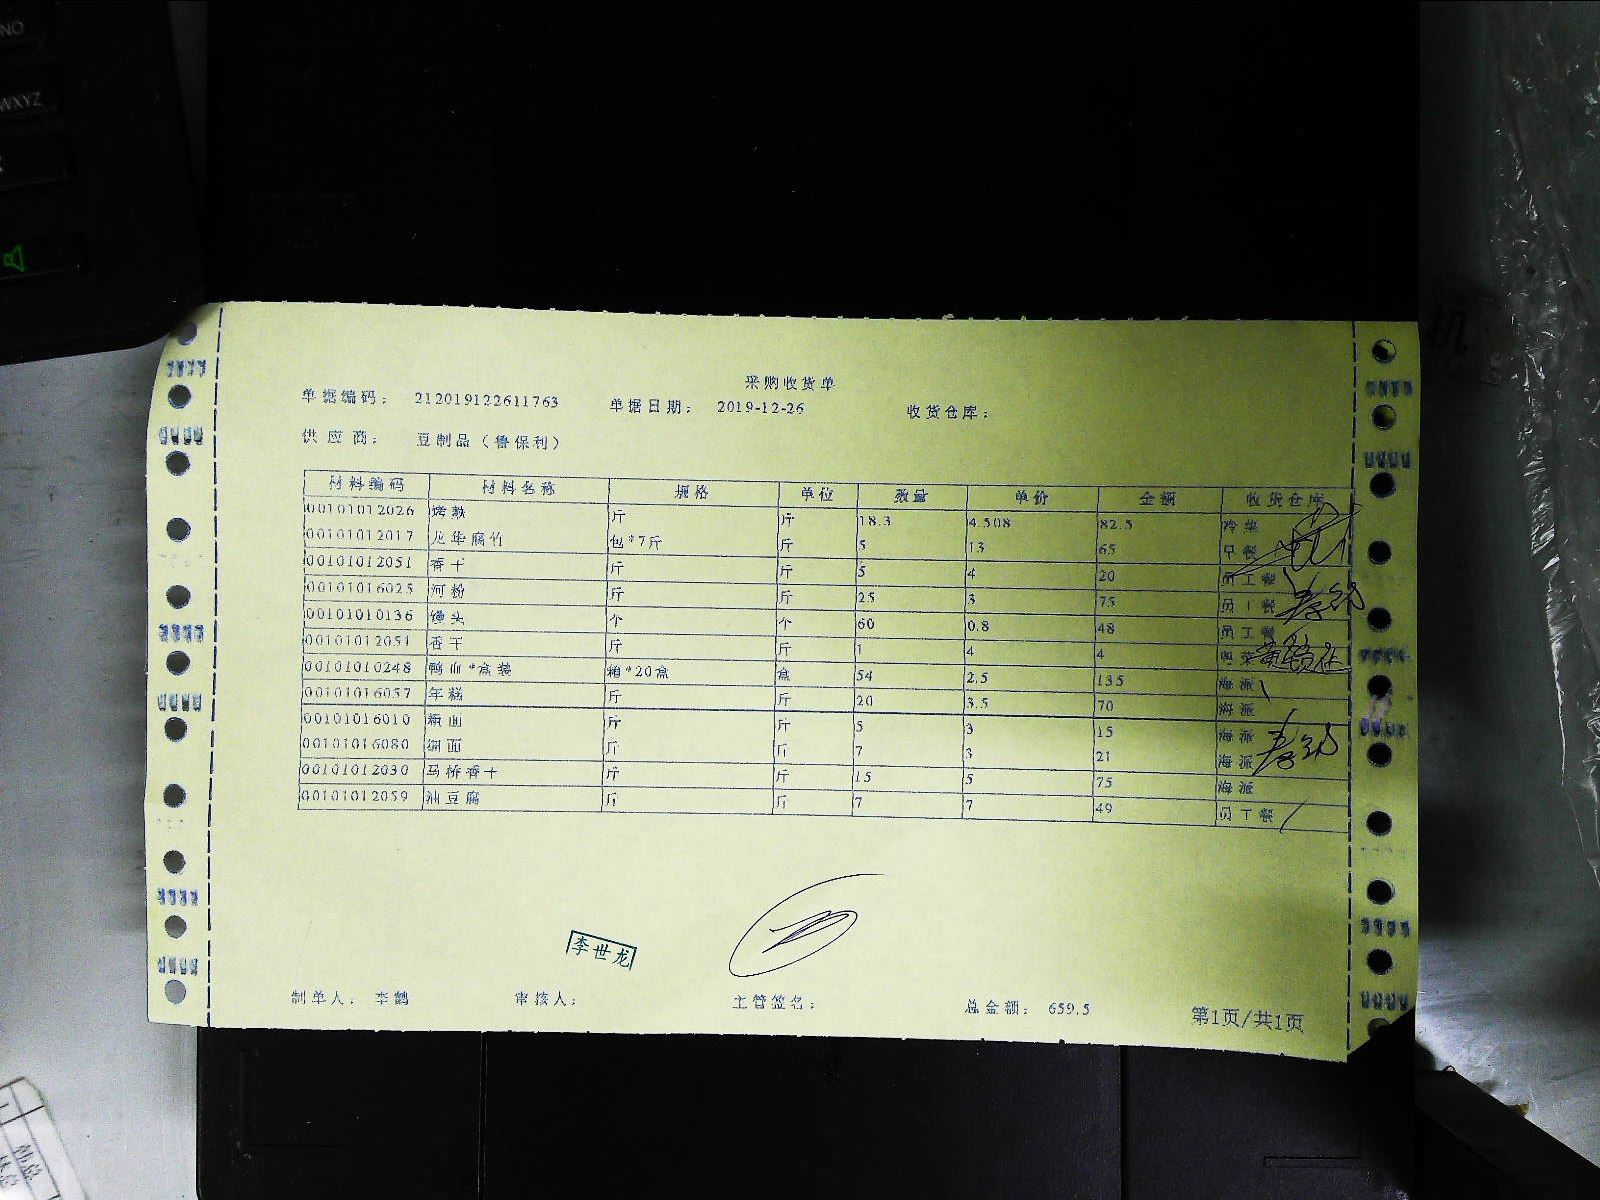 NO
WXYZ
机
采购收货单
单据编码： 212019122611763 单据日期： 2019-12-26 收货仓库：
供 应 商： 豆制品（鲁保利）
材料编码 材料名称 规格 单位 数量 单价 金额 收货仓库
00101012026 烤麸 斤 斤 18.3 4.508 82.5 冷菜
00101012017 龙华腐竹 包*7斤 斤 5 13 65 早餐
00101012051 香干 斤 斤 5 4 20 员工餐
00101016025 河粉 斤 斤 25 3 75 员工餐
00101010136 馒头 个 个 60 0.8 48 员工餐
00101012051 香干 斤 斤 1 4 4 粤菜
00101010248 鸭血*盒装 箱*20盒 盒 54 2.5 135 海派
00101016057 年糕 斤 斤 20 3.5 70 海派
00101016010 面 斤 斤 5 3 15 海派
00101016080 细面 斤 斤 7 3 21 海派
00101012030 马桥香干 斤 斤 15 5 75 海派
00101012059 油豆腐 斤 斤 7 7 49 员工餐
李世龙
制单人： 李鹤 审核人： 主管签名： 总金额： 659.5 第1页/共1页